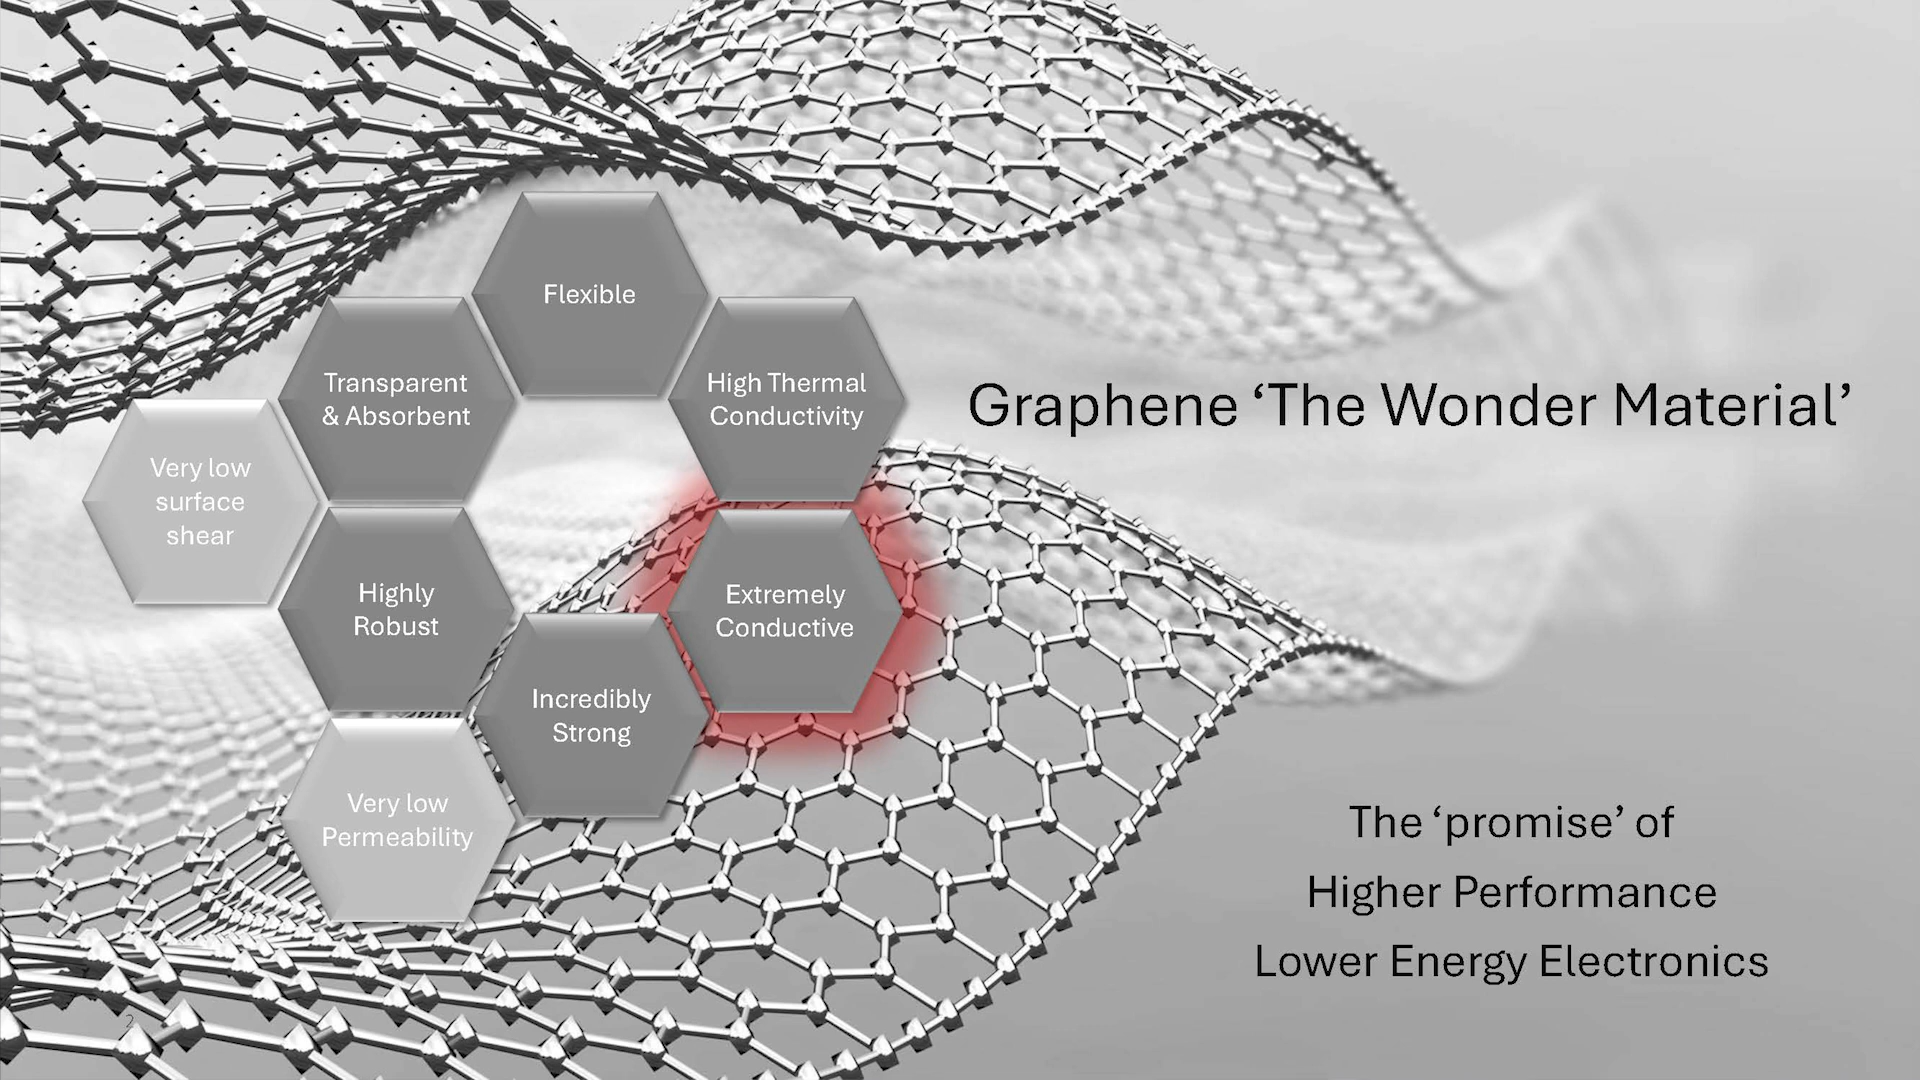 Flexible
Transparent
& Absorbent
High Thermal
Conductivity
Graphene ‘The Wonder Material’
Very low
surface
shear
Highly
Robust
Extremely
Conductive
Incredibly
Strong
Very low
Permeability
The ‘promise’ of
Higher Performance
Lower Energy Electronics
2